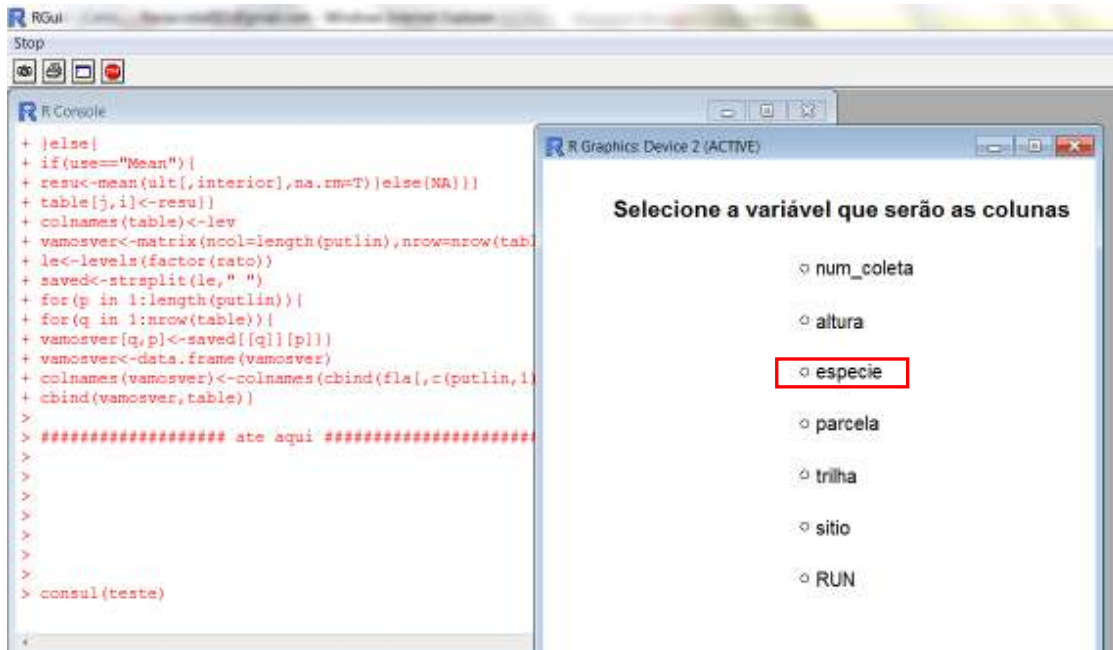 RGui
Stop
R Console
+ }else{
+ if(use=="Mean"){
+ resu<-mean(ult[,interior],na.rm=T)}else{NA}}}
+ table[j,i]<-resu}}
+ colnames(table)<-lev
+ vamosver<-matrix(ncol=length(putlin),nrow=nrow(tabl
+ le<-levels(factor(rato))
+ saved<-strsplit(le," ")
+ for(p in 1:length(putlin)){
+ for(q in 1:nrow(table)){
+ vamosver[q,p]<-saved[[q]][p]}}
+ vamosver<-data.frame(vamosver)
+ colnames(vamosver)<-colnames(cbind(fla[,c(putlin,1)
+ cbind(vamosver,table)}
>
> ################### ate aqui ######################
>
>
>
>
>
>
>
> consul(teste)
R Graphics: Device 2 (ACTIVE)
Selecione a variável que serão as colunas
num_coleta
altura
especie
parcela
trilha
sitio
RUN